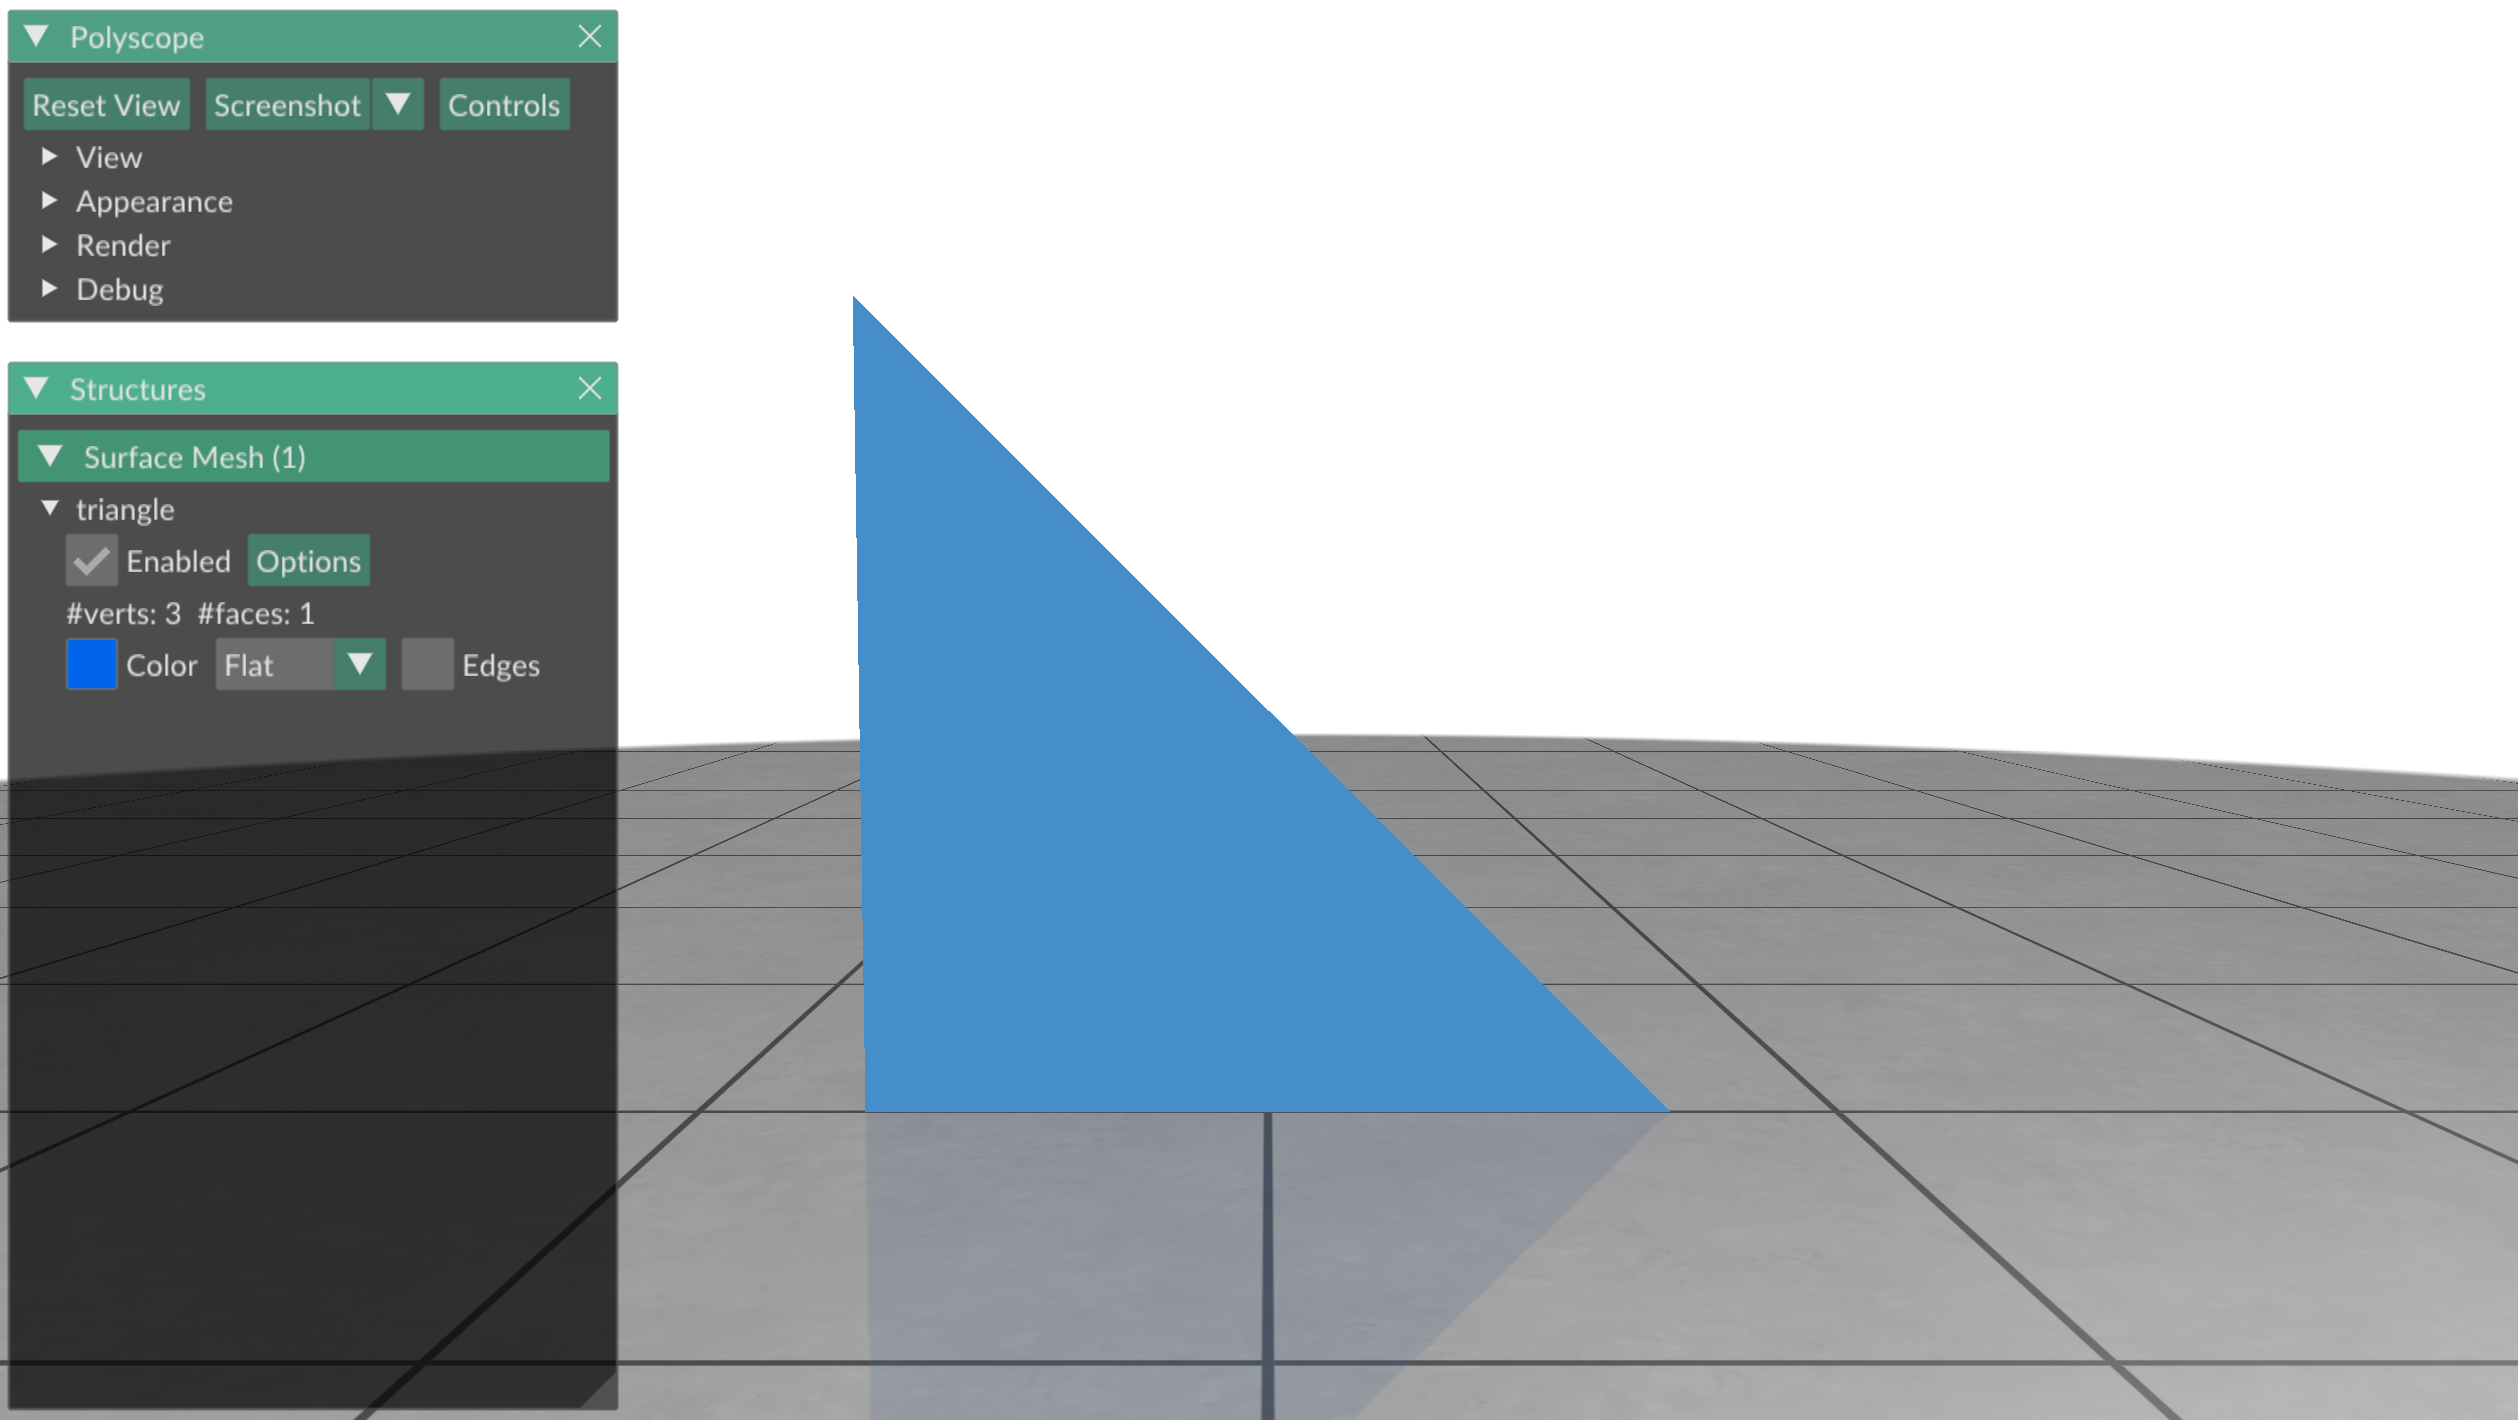 Polyscope
Reset View Screenshot Controls
View
Appearance
Render
Debug
Structures
Surface Mesh (1)
triangle
Enabled Options
#verts: 3 #faces: 1
Color Flat Edges